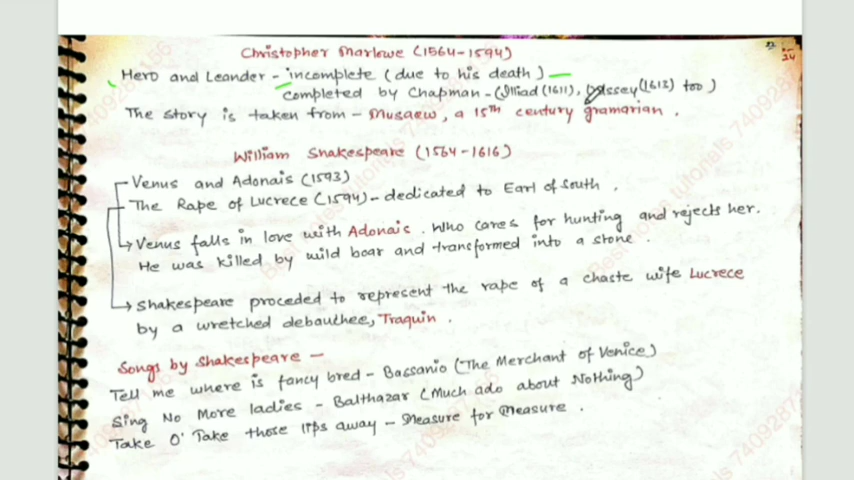 Christopher Marlowe (1564-1594)
Hero and Leander - incomplete (due to his death) —
completed by Chapman - (Illiad (1611), Odyssey (1613) too)
The story is taken from - Musaew, a 15th century gramarian.
William Shakespeare (1564-1616)
Venus and Adonais (1593)
The Rape of Lucrece (1594) - dedicated to Earl of South.
Venus falls in love with Adonais. Who cares for hunting and rejects her.
He was killed by wild boar and transformed into a stone.
Shakespeare proceded to represent the rape of a chaste wife Lucrece
by a wretched debauthee, Traquin.
Songs by Shakespeare —
Tell me where is fancy bred - Bassanio (The Merchant of Venice)
Sing No More ladies - Balthazar (Much ado about Nothing)
Take O' Take those lips away - Measure for Measure.